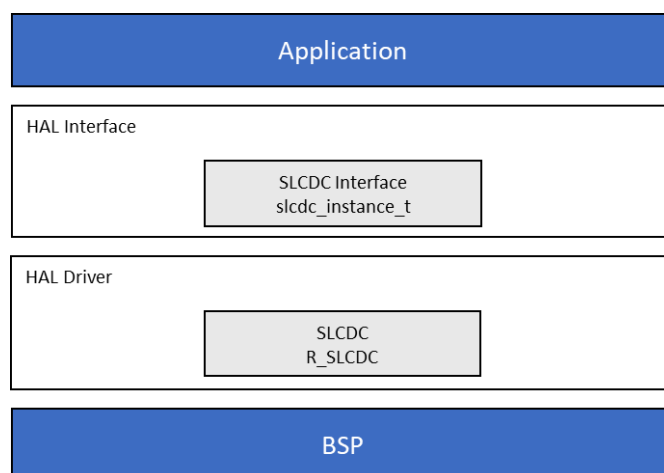 Application
HAL Interface
SLCDC Interface
slcdc_instance_t
HAL Driver
SLCDC
R_SLCDC
BSP